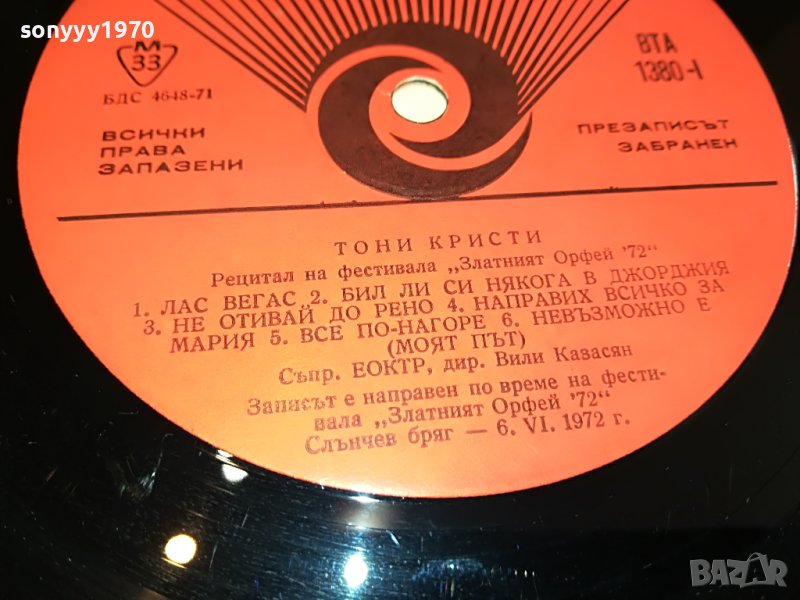 sonyyy1970
М
33
БДС 4648-71
ВСИЧКИ
ПРАВА
ЗАПАЗЕНИ
ВТА
1380-I
ПРЕЗАПИСЪТ
ЗАБРАНЕН
ТОНИ КРИСТИ
Рецитал на фестивала „Златният Орфей '72“
1. ЛАС ВЕГАС 2. БИЛ ЛИ СИ НЯКОГА В ДЖОРДЖИЯ
3. НЕ ОТИВАЙ ДО РЕНО 4. НАПРАВИХ ВСИЧКО ЗА
МАРИЯ 5. ВСЕ ПО-НАГОРЕ 6. НЕВЪЗМОЖНО Е
(МОЯТ ПЪТ)
Съпр. ЕОКТР, дир. Вили Казасян
Записът е направен по време на фести-
вала „Златният Орфей '72“
Слънчев бряг — 6. VI. 1972 г.
BAZAR